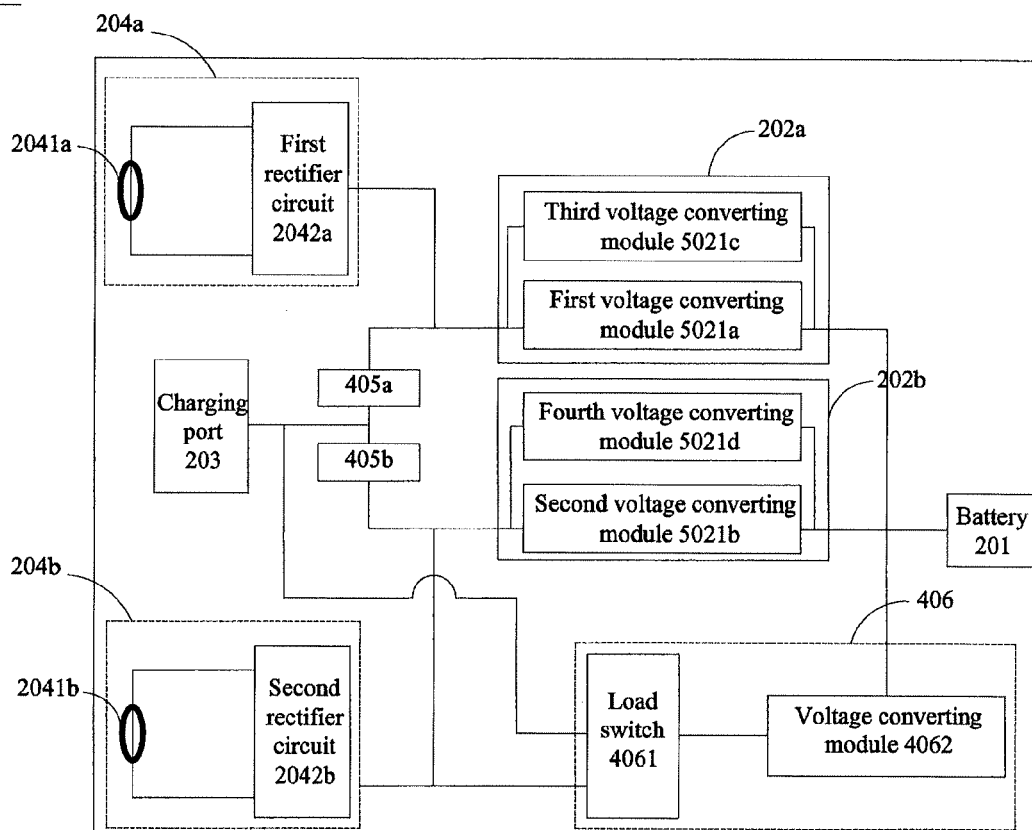 204a
2041a
First
rectifier
circuit
2042a
202a
Third voltage converting
module 5021c
First voltage converting
module 5021a
405a
Charging
port
203
405b
202b
Fourth voltage converting
module 5021d
Second voltage converting
module 5021b
Battery
201
204b
2041b
Second
rectifier
circuit
2042b
406
Load
switch
4061
Voltage converting
module 4062